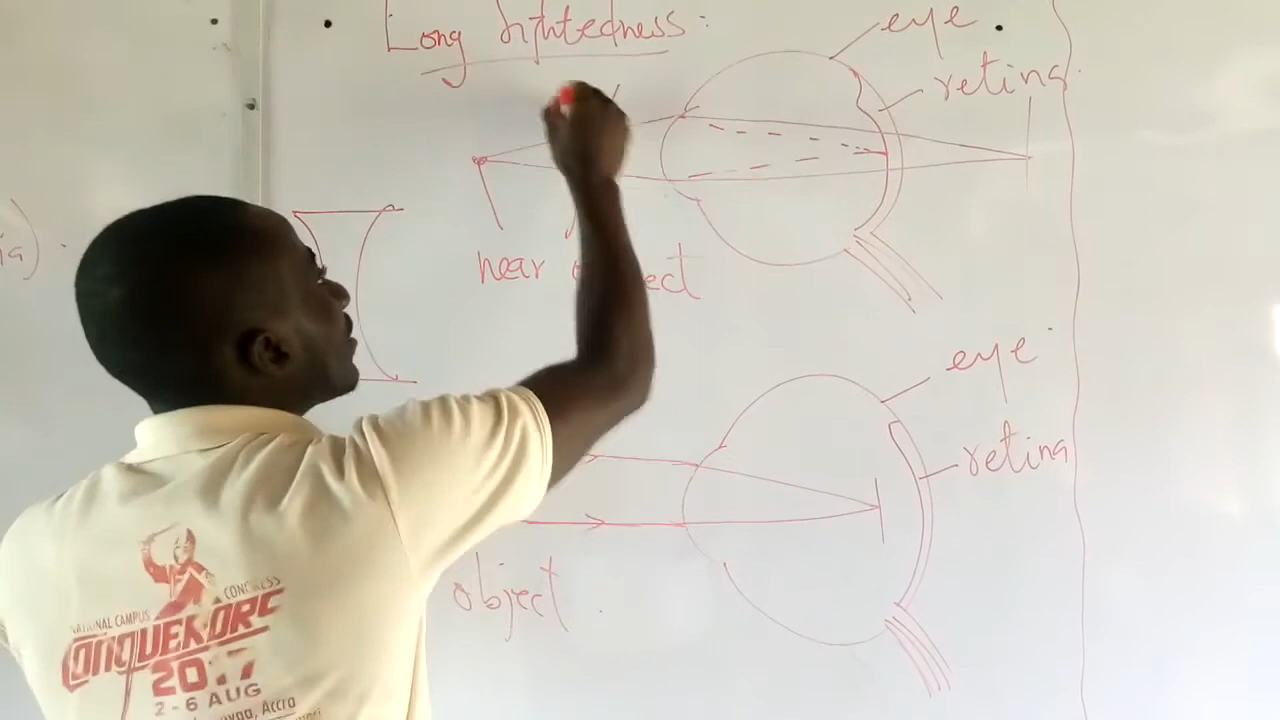 Long Sightedness:
eye
retina
near
eye
retina
object
NATIONAL CAMPUS CONGRESS
CONQUERORS
2-6 AUG
Accra